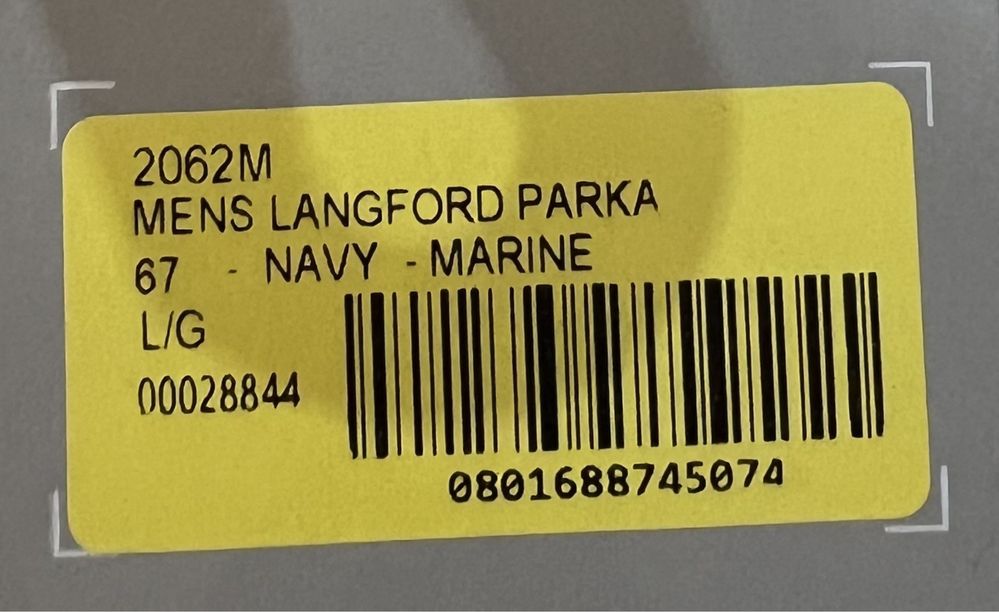 2062M
MENS LANGFORD PARKA
67 - NAVY - MARINE
L/G
00028844
0801688745074